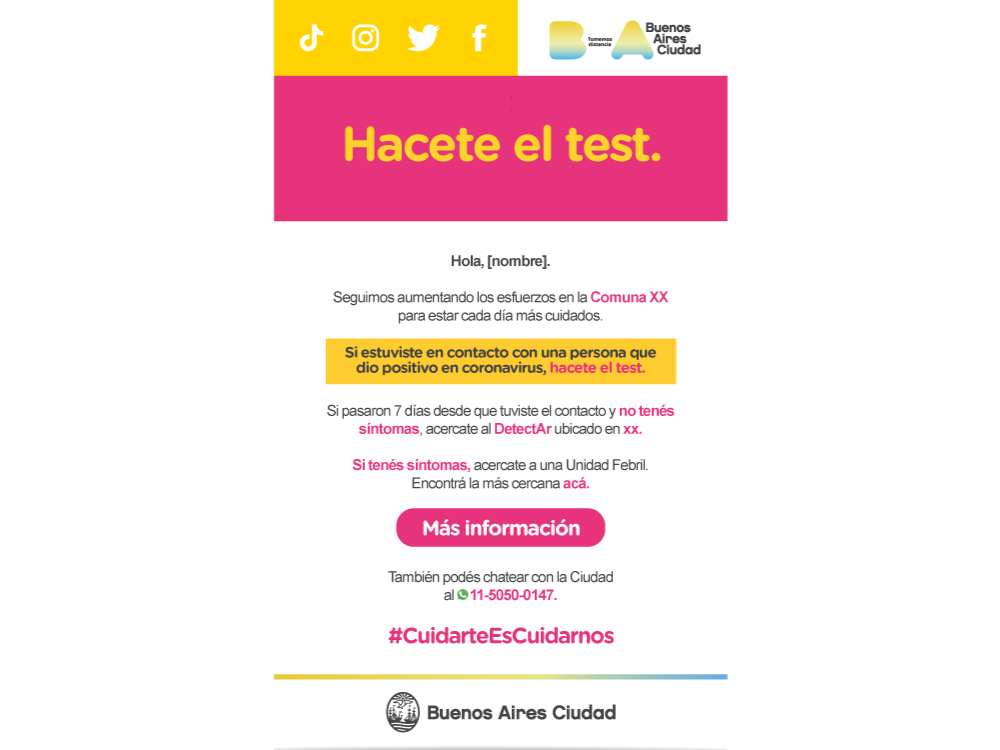 BA
Tomemos
distancia
Buenos
Aires
Ciudad
Hacete el test.
Hola, [nombre].
Seguimos aumentando los esfuerzos en la Comuna XX
para estar cada día más cuidados.
Si estuviste en contacto con una persona que
dio positivo en coronavirus, hacete el test.
Si pasaron 7 días desde que tuviste el contacto y no tenés
síntomas, acercate al DetectAr ubicado en xx.
Si tenés síntomas, acercate a una Unidad Febril.
Encontrá la más cercana acá.
Más información
También podés chatear con la Ciudad
al 11-5050-0147.
#CuidarteEsCuidarnos
Buenos Aires Ciudad